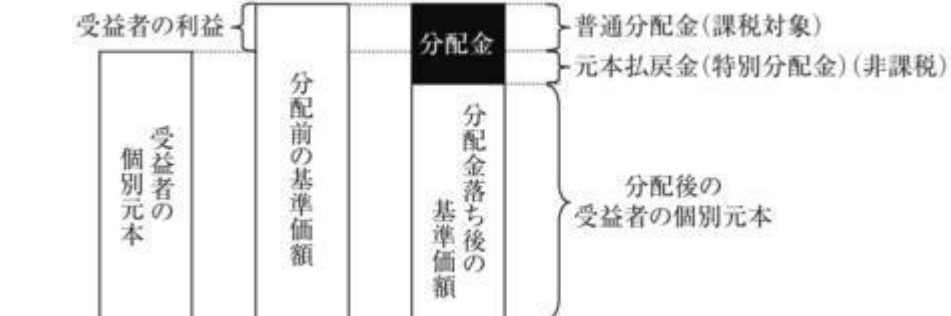 受益者の利益
分配金
普通分配金(課税対象)
元本払戻金(特別分配金)(非課税)
受益者の
個別元本
分配前の基準価額
分配金落ち後の
基準価額
分配後の
受益者の個別元本